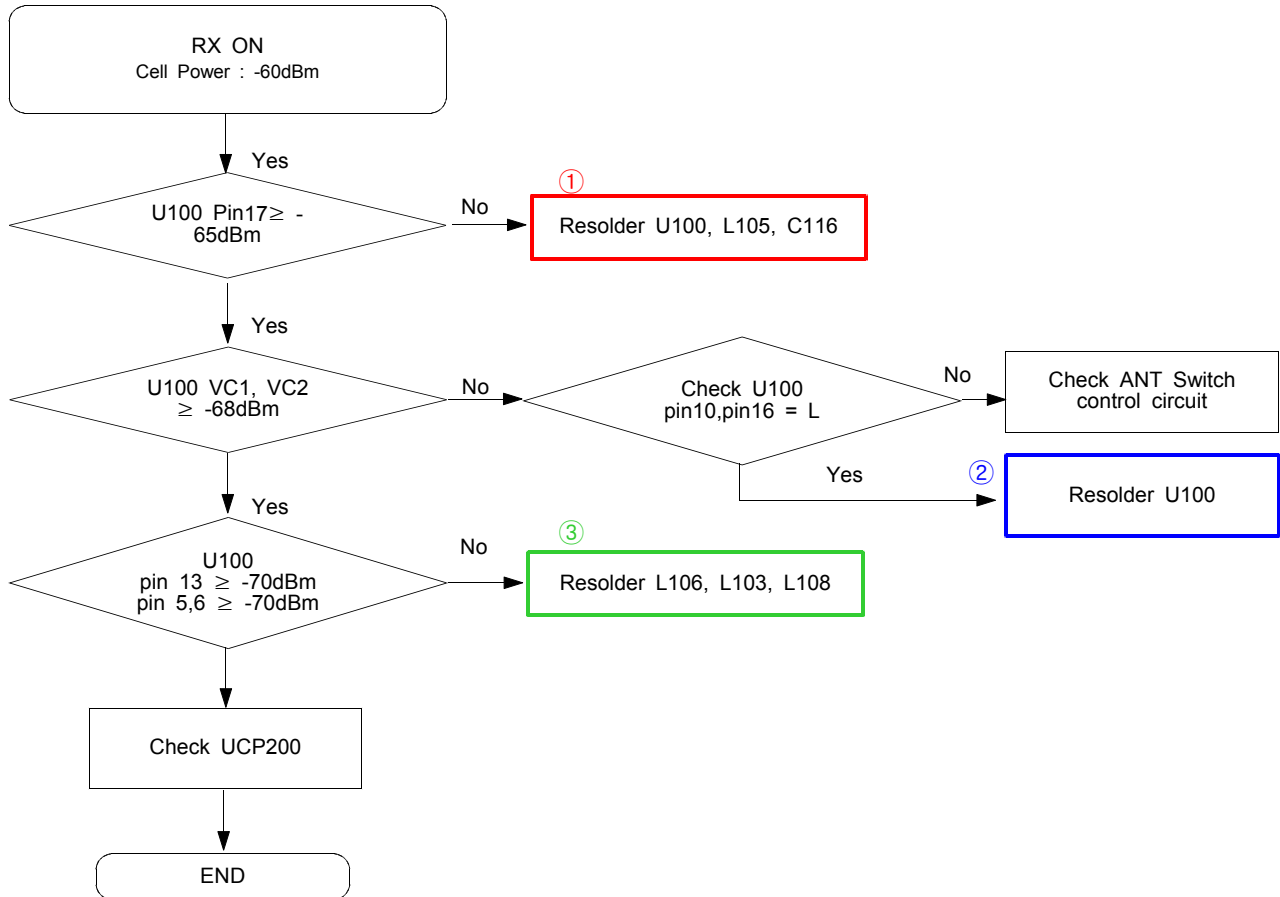 RX ON
Cell Power : -60dBm
Yes
U100 Pin17≥ -
65dBm
No
①
Resolder U100, L105, C116
Yes
U100 VC1, VC2
≥ -68dBm
No
Check U100
pin10,pin16 = L
No
Check ANT Switch
control circuit
Yes
②
Resolder U100
Yes
U100
pin 13 ≥ -70dBm
pin 5,6 ≥ -70dBm
No
③
Resolder L106, L103, L108
Check UCP200
END